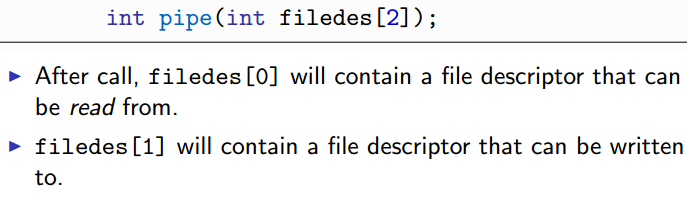 int pipe(int filedes[2]);
▶ After call, filedes[0] will contain a file descriptor that can
be read from.
▶ filedes[1] will contain a file descriptor that can be written
to.